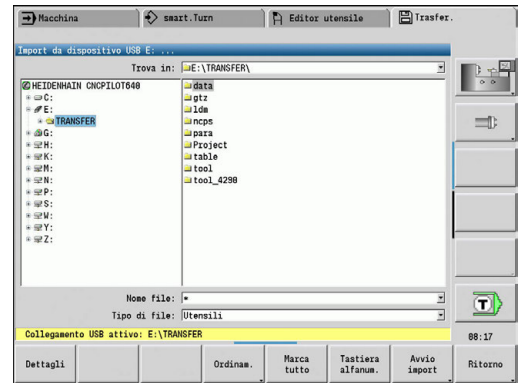 Macchina
smart.Turn
Editor utensile
Trasfer.
Import da dispositivo USB E: ...
Trova in: E:\TRANSFER\
HEIDENHAIN CNCPILOT640
C:
E:
TRANSFER
G:
H:
K:
M:
N:
P:
S:
W:
Y:
Z:
data
gtz
ldm
ncps
para
Project
table
tool
tool_4290
Nome file: *
Tipo di file: Utensili
Collegamento USB attivo: E:\TRANSFER
T
08:17
Dettagli
Ordinam.
Marca tutto
Tastiera alfanum.
Avvio import
Ritorno